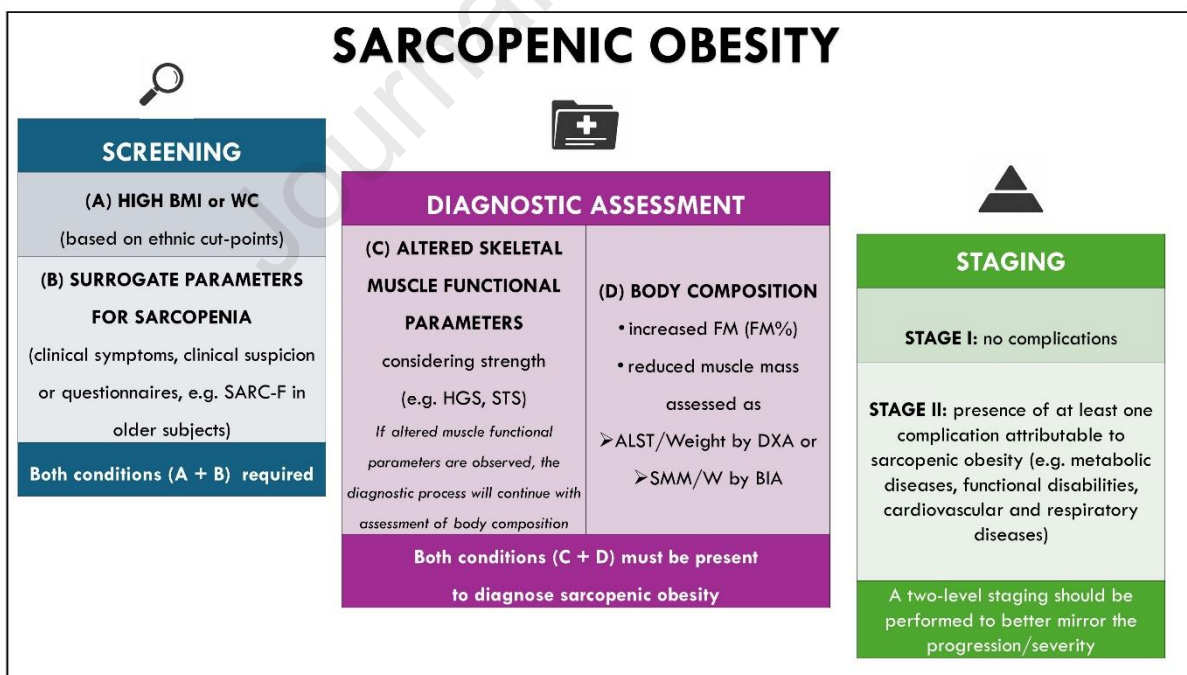 SARCOPENIC OBESITY
Journal
SCREENING
(A) HIGH BMI or WC
(based on ethnic cut-points)
(B) SURROGATE PARAMETERS
FOR SARCOPENIA
(clinical symptoms, clinical suspicion
or questionnaires, e.g. SARC-F in
older subjects)
Both conditions (A + B) required
DIAGNOSTIC ASSESSMENT
(C) ALTERED SKELETAL
MUSCLE FUNCTIONAL
PARAMETERS
considering strength
(e.g. HGS, STS)
If altered muscle functional
parameters are observed, the
diagnostic process will continue with
assessment of body composition
(D) BODY COMPOSITION
• increased FM (FM%)
• reduced muscle mass
assessed as
➢ALST/Weight by DXA or
➢SMM/W by BIA
Both conditions (C + D) must be present
to diagnose sarcopenic obesity
STAGING
STAGE I: no complications
STAGE II: presence of at least one
complication attributable to
sarcopenic obesity (e.g. metabolic
diseases, functional disabilities,
cardiovascular and respiratory
diseases)
A two-level staging should be
performed to better mirror the
progression/severity